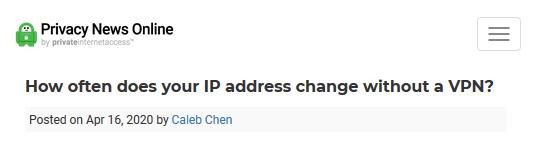 Privacy News Online
by privateinternetaccess™
How often does your IP address change without a VPN?
Posted on Apr 16, 2020 by Caleb Chen